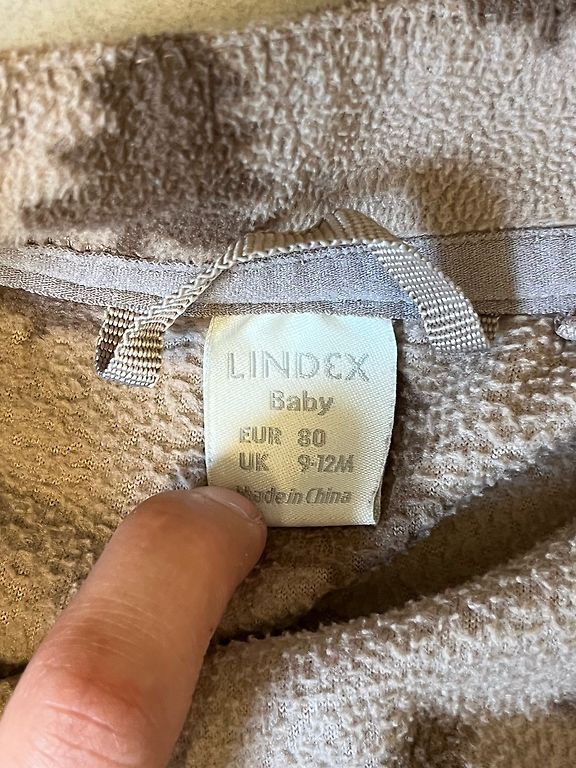 LINDEX
Baby
EUR 80
UK 9-12M
Made in China